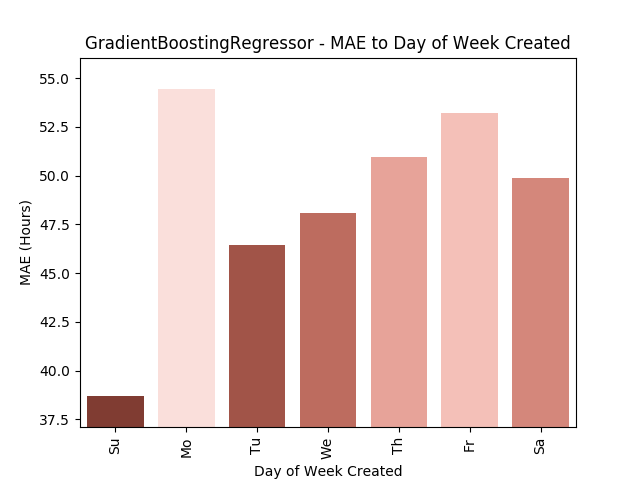 GradientBoostingRegressor - MAE to Day of Week Created
MAE (Hours)
55.0
52.5
50.0
47.5
45.0
42.5
40.0
37.5
Su Mo Tu We Th Fr Sa
Day of Week Created